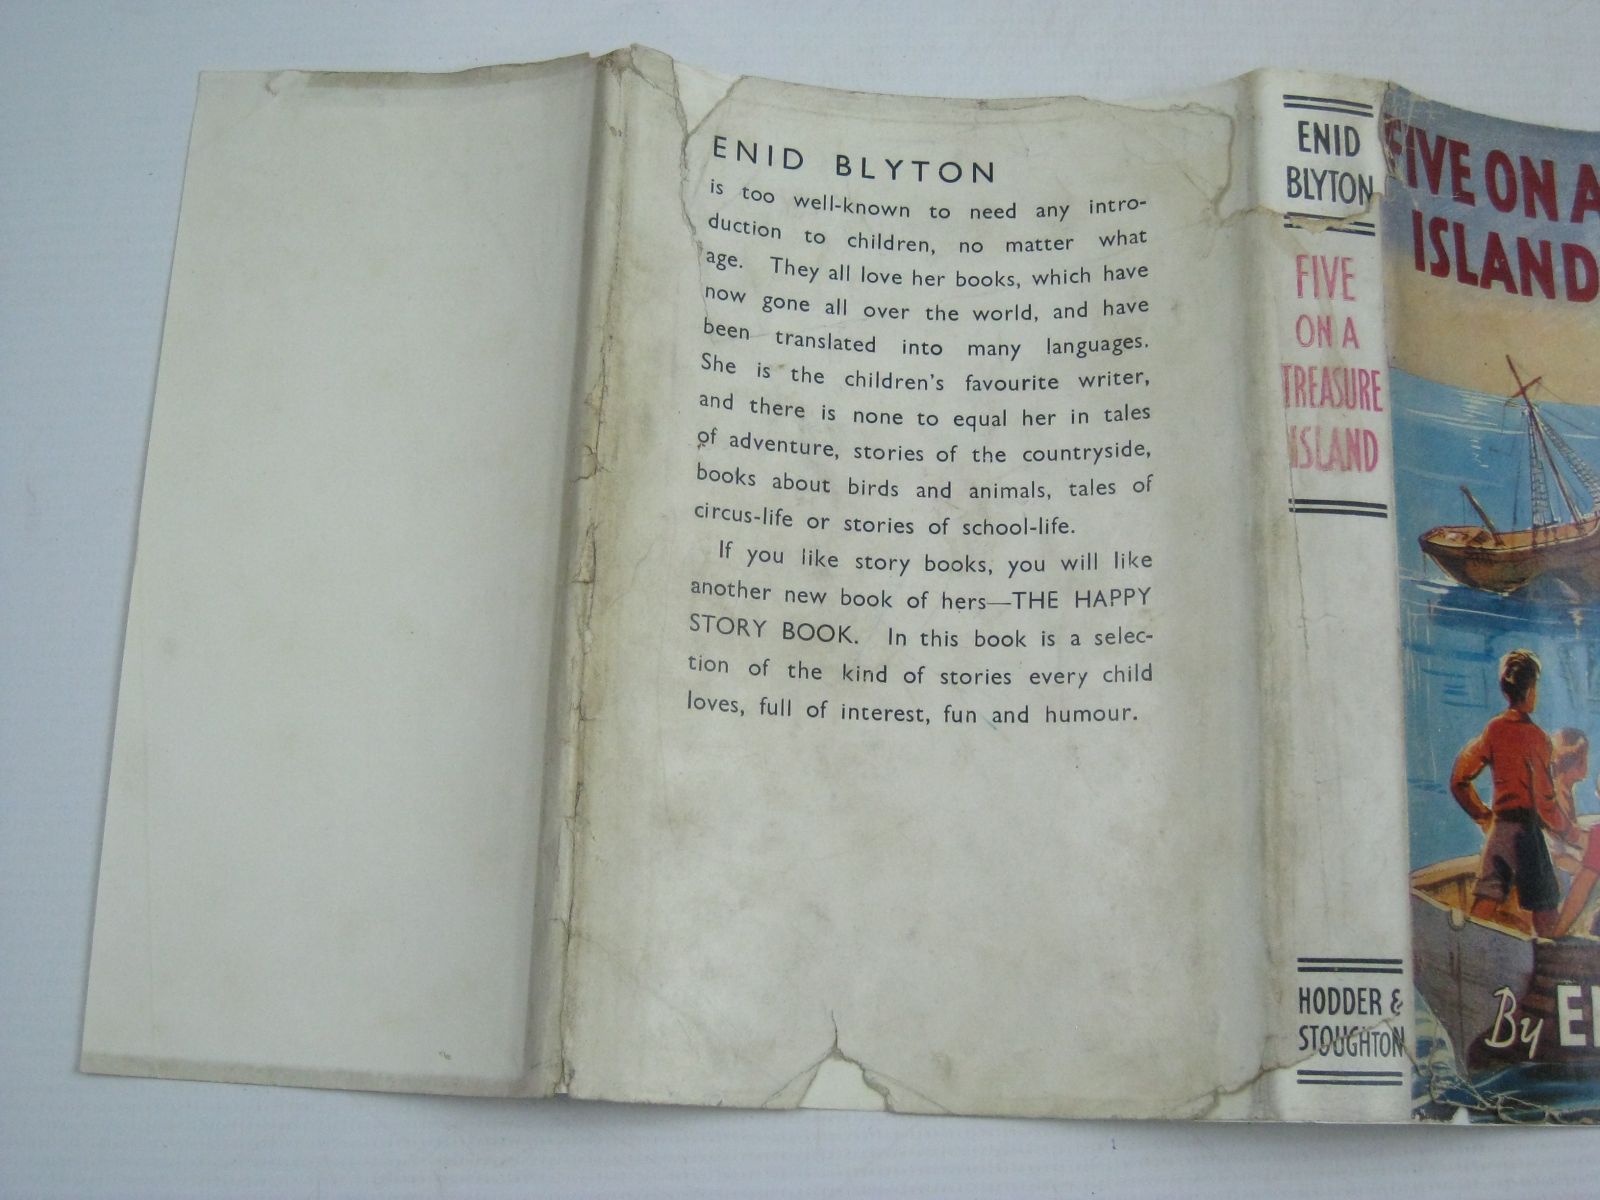 ENID BLYTON
is too well-known to need any intro-
duction to children, no matter what
age. They all love her books, which have
now gone all over the world, and have
been translated into many languages.
She is the children's favourite writer,
and there is none to equal her in tales
of adventure, stories of the countryside,
books about birds and animals, tales of
circus-life or stories of school-life.
If you like story books, you will like
another new book of hers—THE HAPPY
STORY BOOK. In this book is a selec-
tion of the kind of stories every child
loves, full of interest, fun and humour.
ENID
BLYTON
FIVE
ON A
TREASURE
ISLAND
HODDER &
STOUGHTON
FIVE ON A
ISLAND
By E